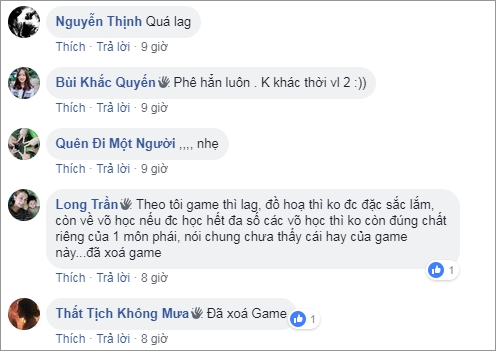 Nguyễn Thịnh Quá lag
Thích · Trả lời · 9 giờ
Bùi Khắc Quyến Phê hẳn luôn . K khác thời vl 2 :))
Thích · Trả lời · 9 giờ
Quên Đi Một Người ,,,, nhẹ
Thích · Trả lời · 9 giờ
Long Trần Theo tôi game thì lag, đồ hoạ thì ko đc đặc sắc lắm,
còn về võ học nếu đc học hết đa số các võ học thì ko còn đúng chất
riêng của 1 môn phái, nói chung chưa thấy cái hay của game
này...đã xoá game
1
Thích · Trả lời · 8 giờ
Thất Tịch Không Mưa Đã xoá Game
1
Thích · Trả lời · 8 giờ